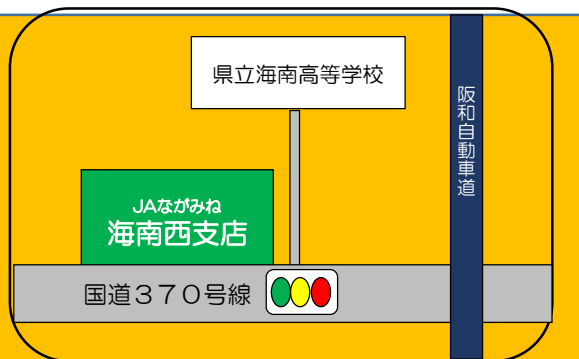 県立海南高等学校
阪和自動車道
JAながみね
海南西支店
国道３７０号線